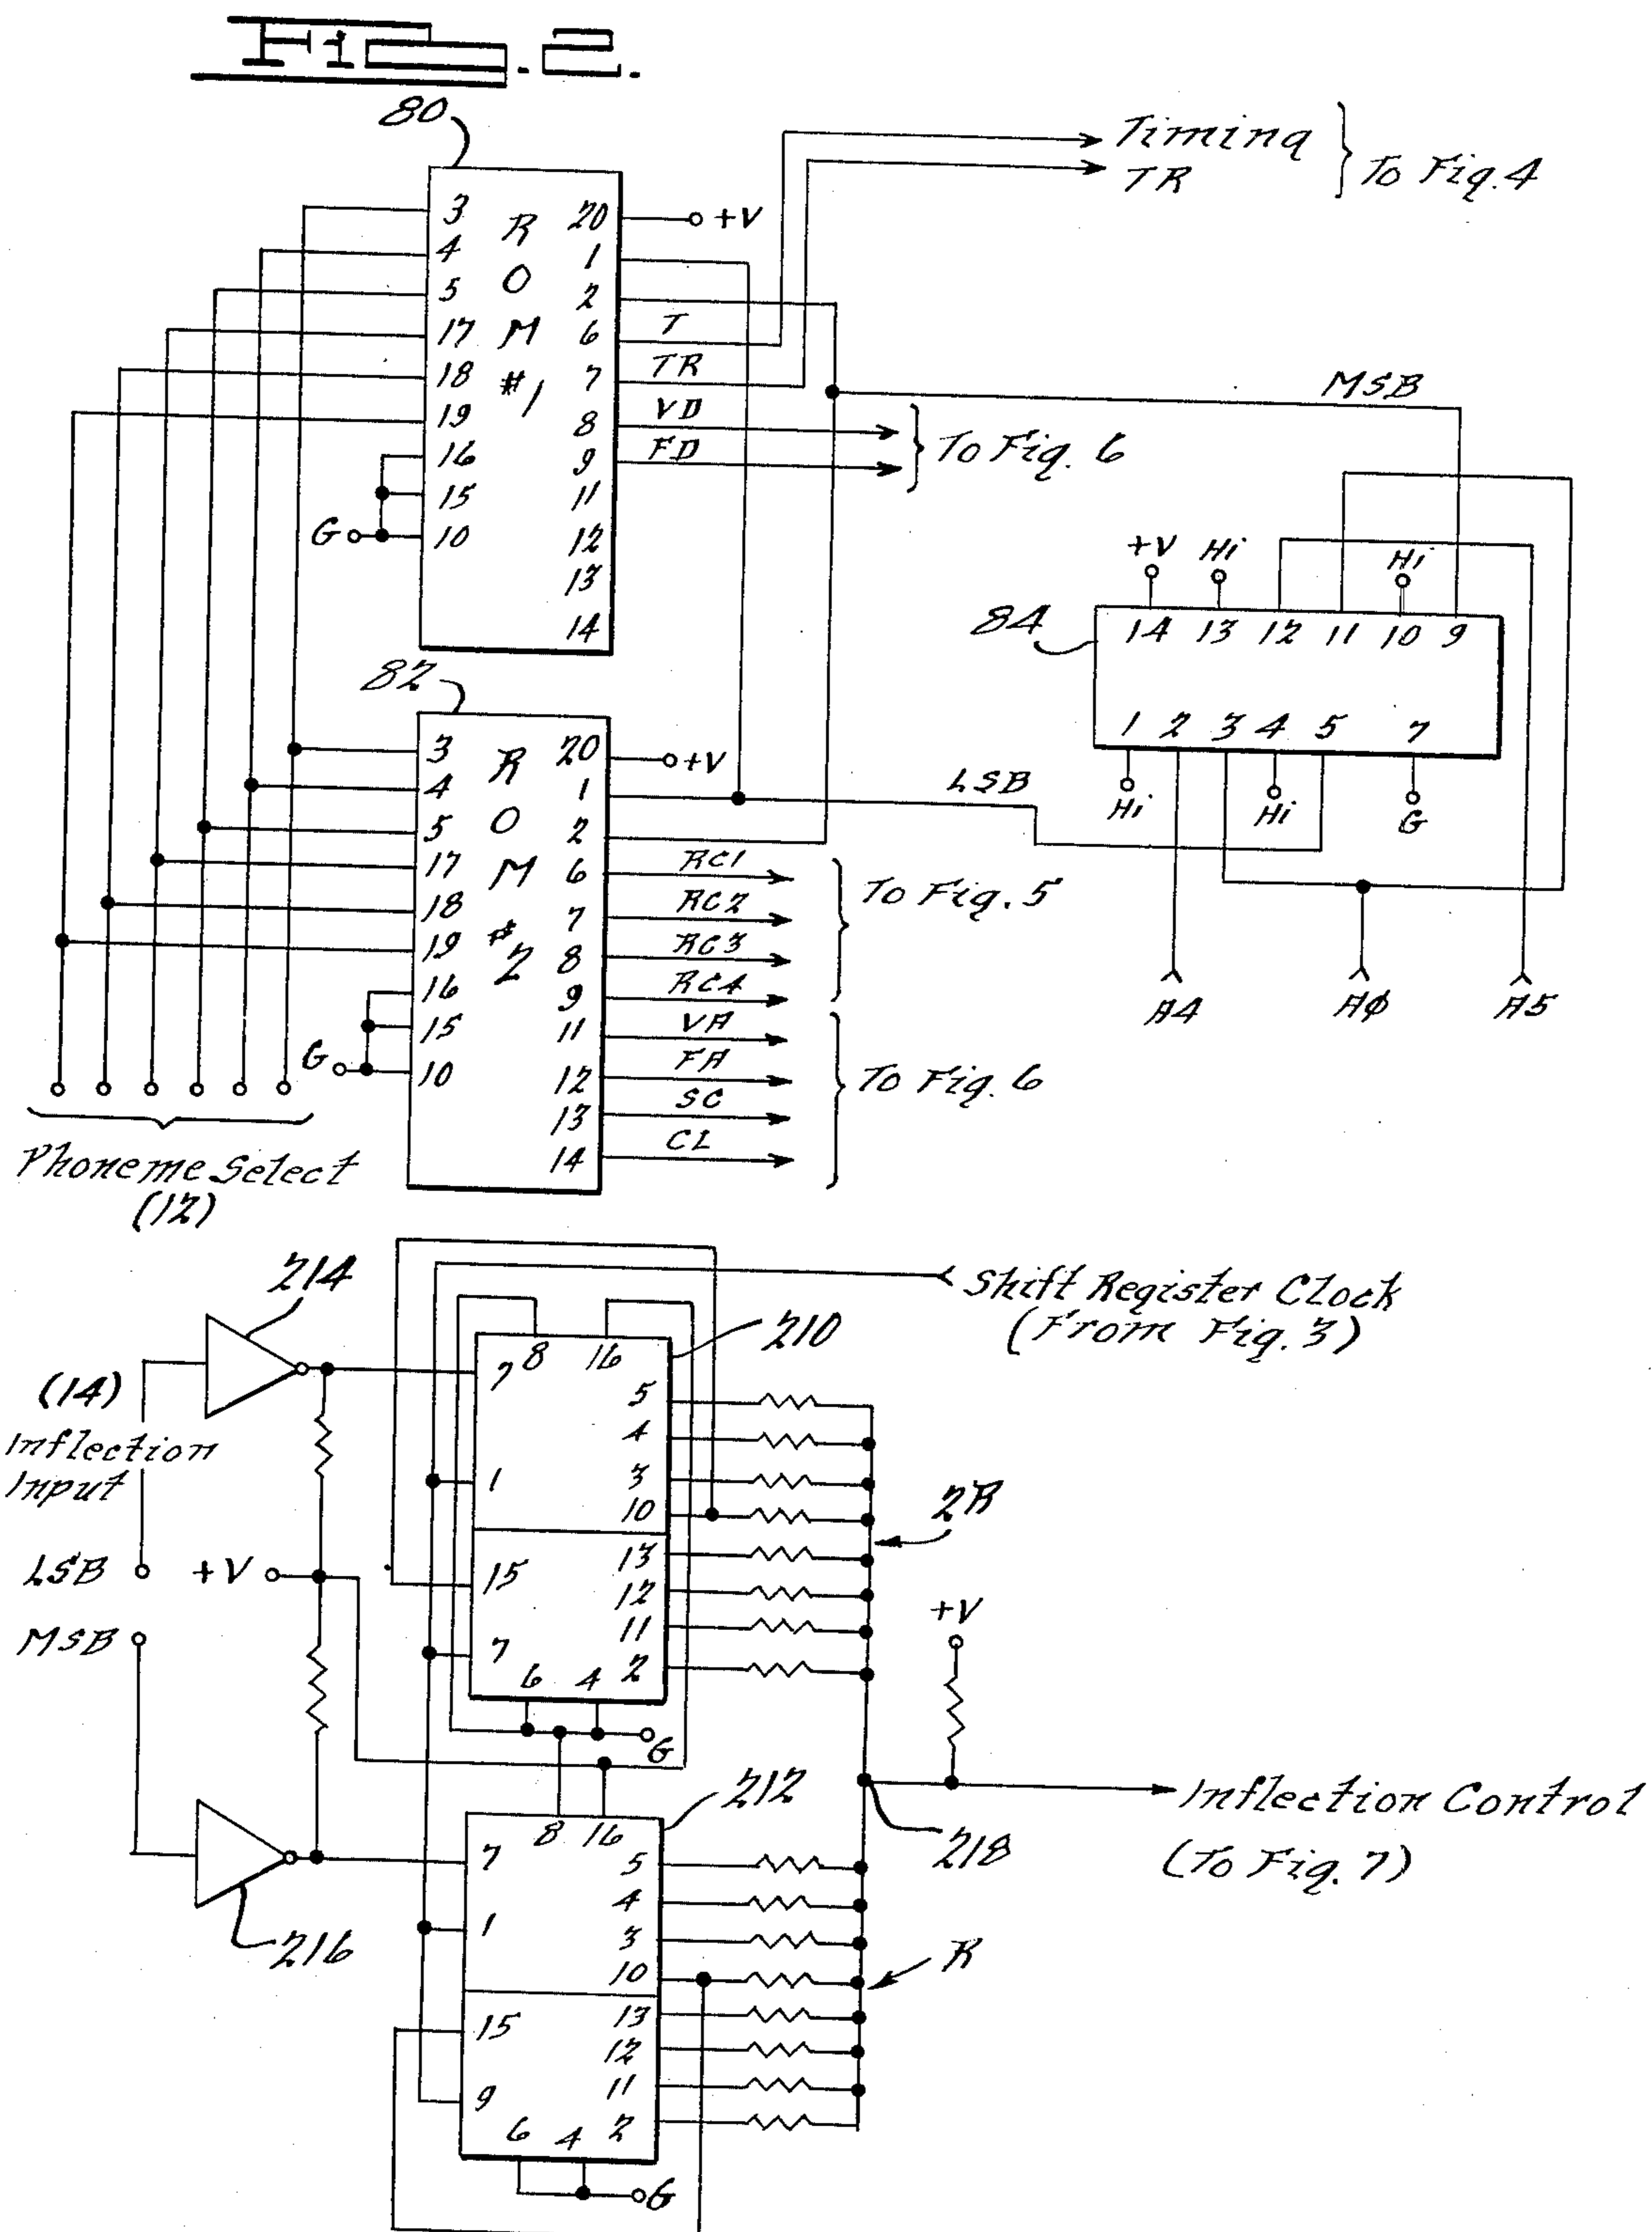 Fig. 2.
80
Timing
TR
To Fig. 4
3 R 20 +V
4 O 1
5 2
17 M 6 T
18 #1 7 TR
19 8 VD
16 9 FD
15 11
G 10 12
13
14
To Fig. 6
MSB
+V Hi Hi
84
14 13 12 11 10 9
1 2 3 4 5 7
Hi Hi G
LSB
A4 AØ A5
82
3 R 20 +V
4 O 1
5 2
17 M 6 RC1
18 # 7 RC2
19 2 8 RC3
16 9 RC4
15 11 VA
G 10 12 FA
13 SC
14 CL
To Fig. 5
To Fig. 6
Phoneme Select
(12)
214
Shift Register Clock
(From Fig. 3)
210
(14)
Inflection
Input
LSB
+V
MSB
7 8 16
5
4
1 3
10
15 13
12
11
7 6 4 2
G
2R
+V
212
218
Inflection Control
(To Fig. 7)
216
7 8 16
5
4
1 3
10
15 13
12
11
9
6 4 2
G
R